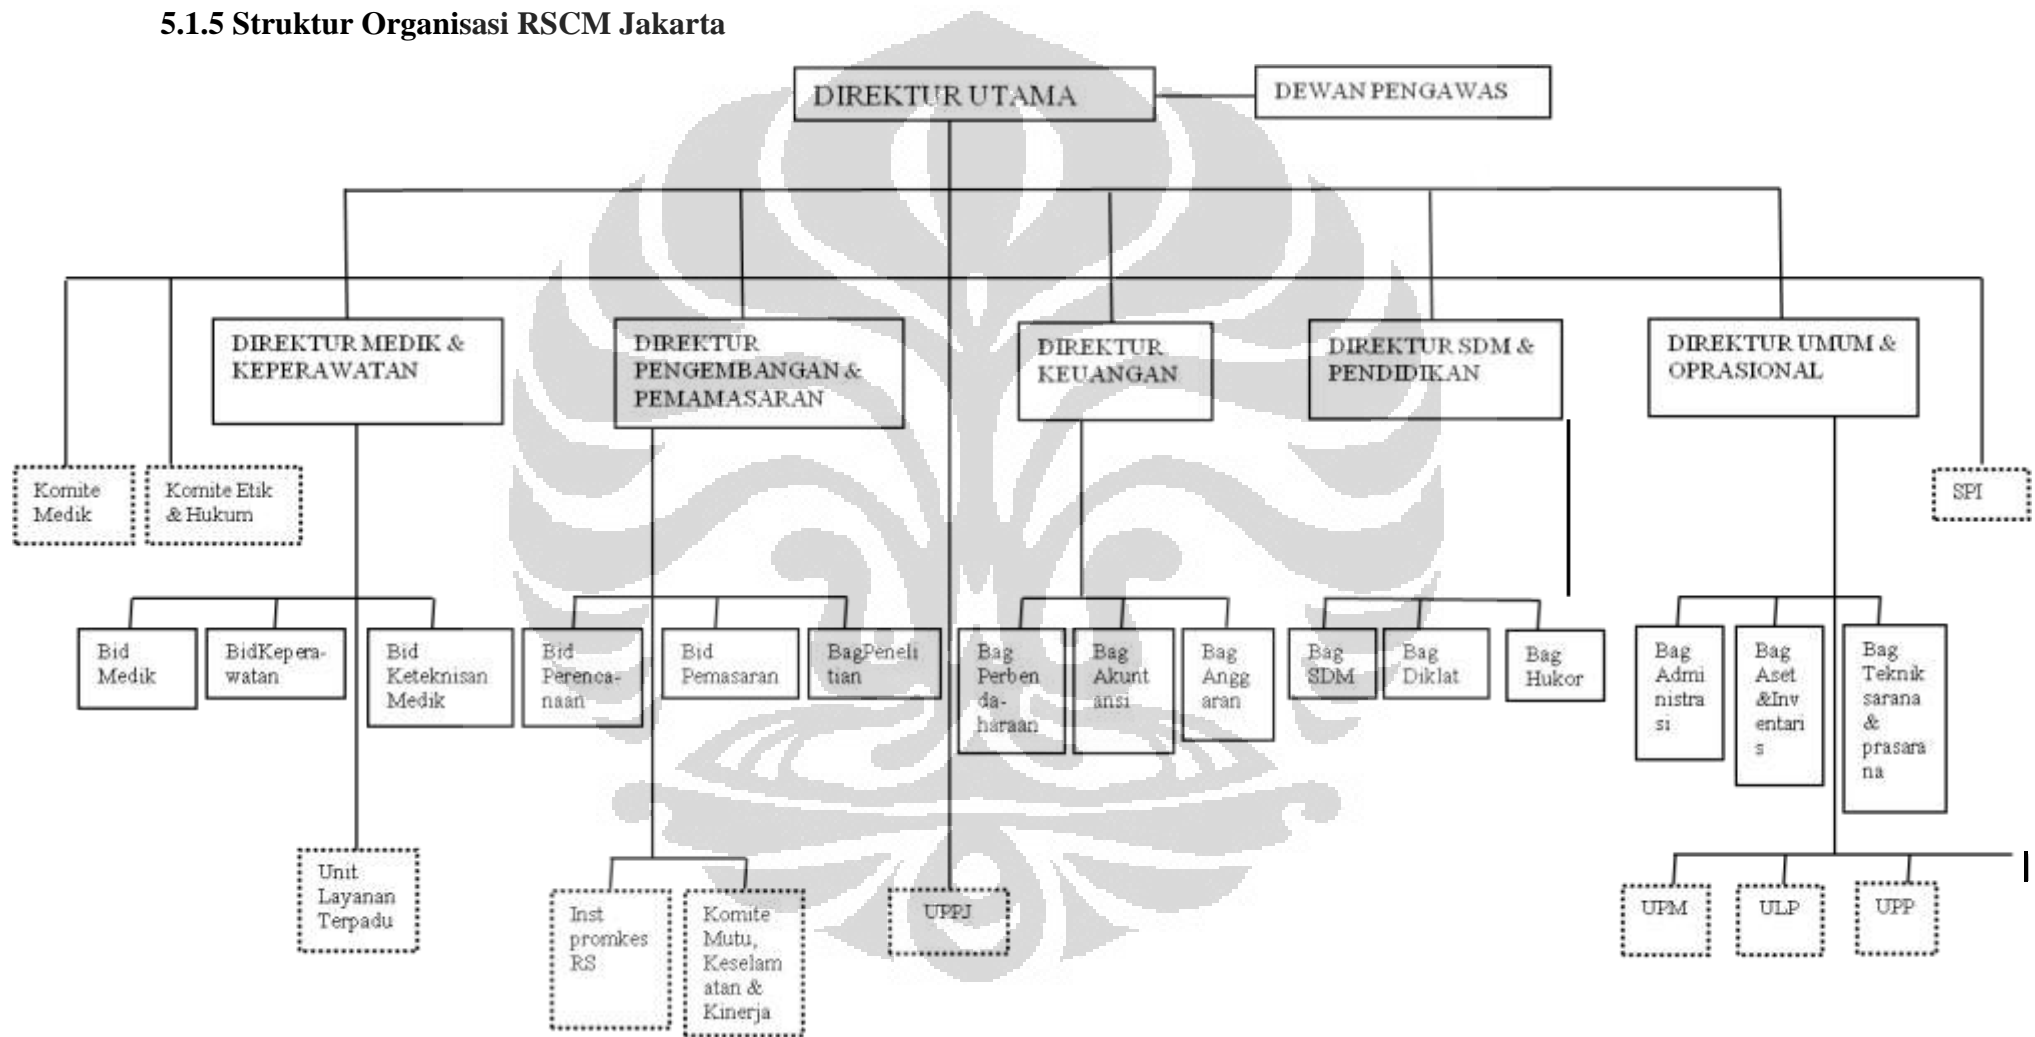 5.1.5 Struktur Organisasi RSCM Jakarta
DIREKTUR UTAMA
DEWAN PENGAWAS
DIREKTUR MEDIK &
KEPERAWATAN
DIREKTUR
PENGEMBANGAN &
PEMAMASARAN
DIREKTUR
KEUANGAN
DIREKTUR SDM &
PENDIDIKAN
DIREKTUR UMUM &
OPRASIONAL
Komite
Medik
Komite Etik
& Hukum
SPI
Bid
Medik
BidKepera-
watan
Bid
Keteknisan
Medik
Bid
Perenca-
naan
Bid
Pemasaran
BagPeneli
tian
Bag
Perben
da-
haraan
Bag
Akunt
ansi
Bag
Angg
aran
Bag
SDM
Bag
Diklat
Bag
Hukor
Bag
Admi
nistra
si
Bag
Aset
&Inv
entari
s
Bag
Teknik
sarana
&
prasara
na
Unit
Layanan
Terpadu
Inst
promkes
RS
Komite
Mutu,
Keselam
atan &
Kinerja
UPPJ
UPM
ULP
UPP